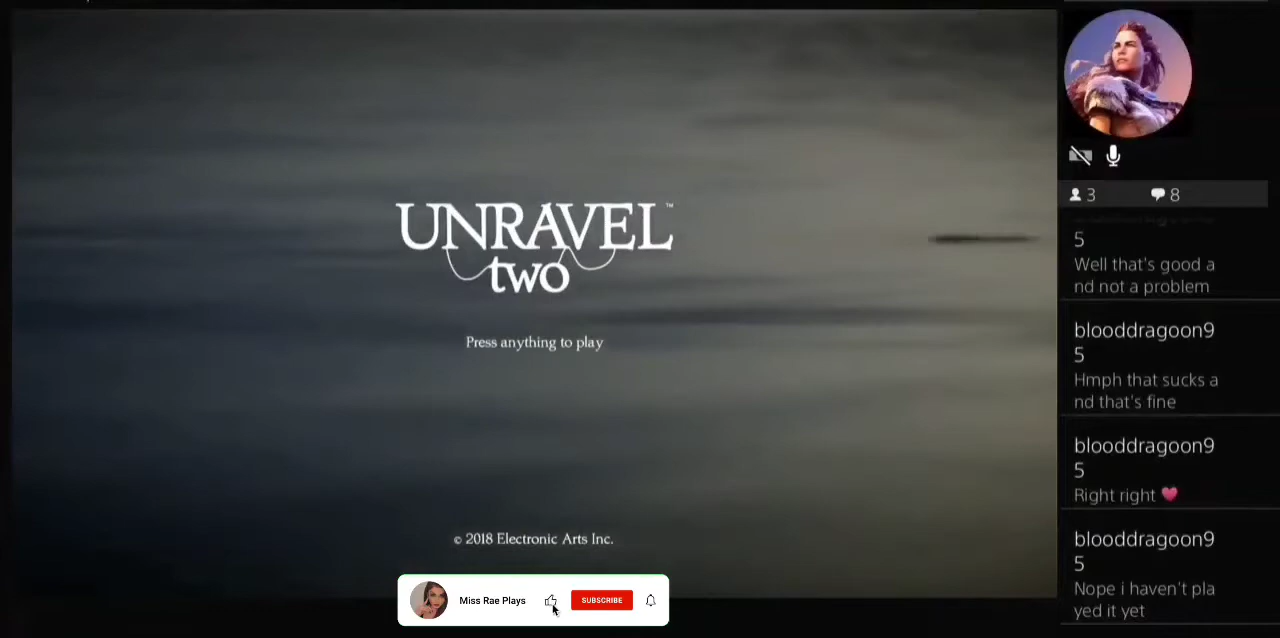 UNRAVEL™
two
Press anything to play
© 2018 Electronic Arts Inc.
Miss Rae Plays
SUBSCRIBE
3
8
5
Well that's good a
nd not a problem
blooddragoon9
5
Hmph that sucks a
nd that's fine
blooddragoon9
5
Right right
blooddragoon9
5
Nope i haven't pla
yed it yet